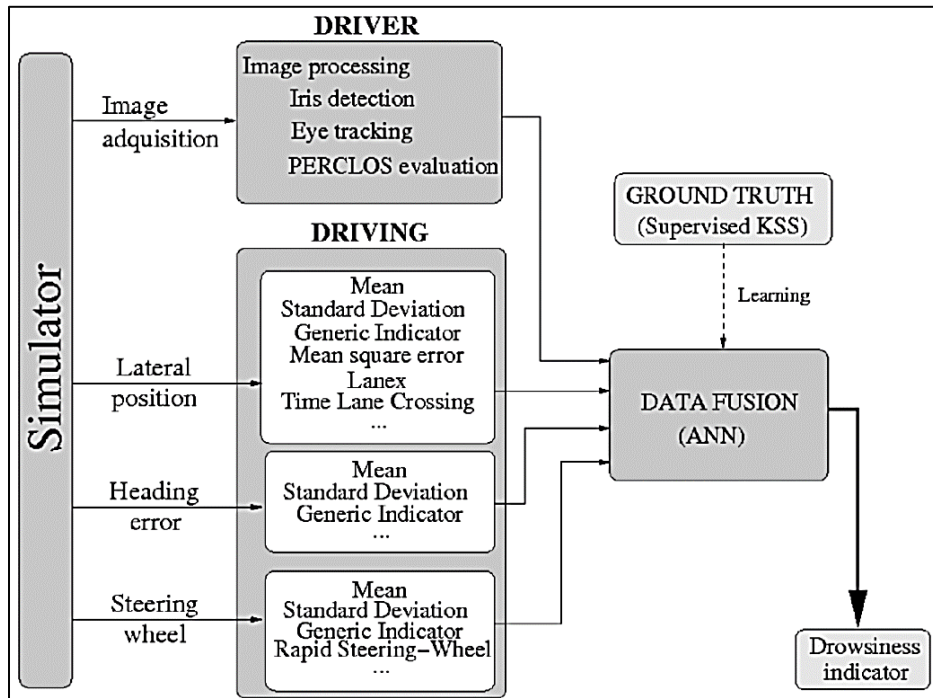 DRIVER
Image processing
Iris detection
Eye tracking
PERCLOS evaluation
Image
adquisition
Simulator
DRIVING
Mean
Standard Deviation
Generic Indicator
Mean square error
Lanex
Time Lane Crossing
...
Lateral
position
Mean
Standard Deviation
Generic Indicator
...
Heading
error
Mean
Standard Deviation
Generic Indicator
Rapid Steering-Wheel
...
Steering
wheel
GROUND TRUTH
(Supervised KSS)
Learning
DATA FUSION
(ANN)
Drowsiness
indicator